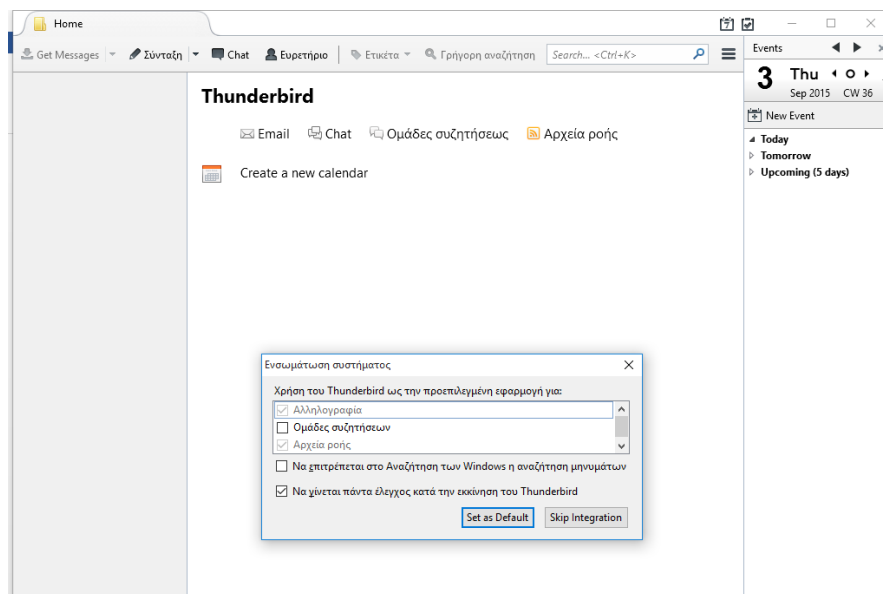 Home
Get Messages Σύνταξη Chat Ευρετήριο Ετικέτα Γρήγορη αναζήτηση Search... <Ctrl+K>
Events
3 Thu
Sep 2015 CW 36
New Event
Today
Tomorrow
Upcoming (5 days)
Thunderbird
Email Chat Ομάδες συζητήσεως Αρχεία ροής
Create a new calendar
Ενσωμάτωση συστήματος
Χρήση του Thunderbird ως την προεπιλεγμένη εφαρμογή για:
Αλληλογραφία
Ομάδες συζητήσεων
Αρχεία ροής
Να επιτρέπεται στο Αναζήτηση των Windows η αναζήτηση μηνυμάτων
Να γίνεται πάντα έλεγχος κατά την εκκίνηση του Thunderbird
Set as Default Skip Integration